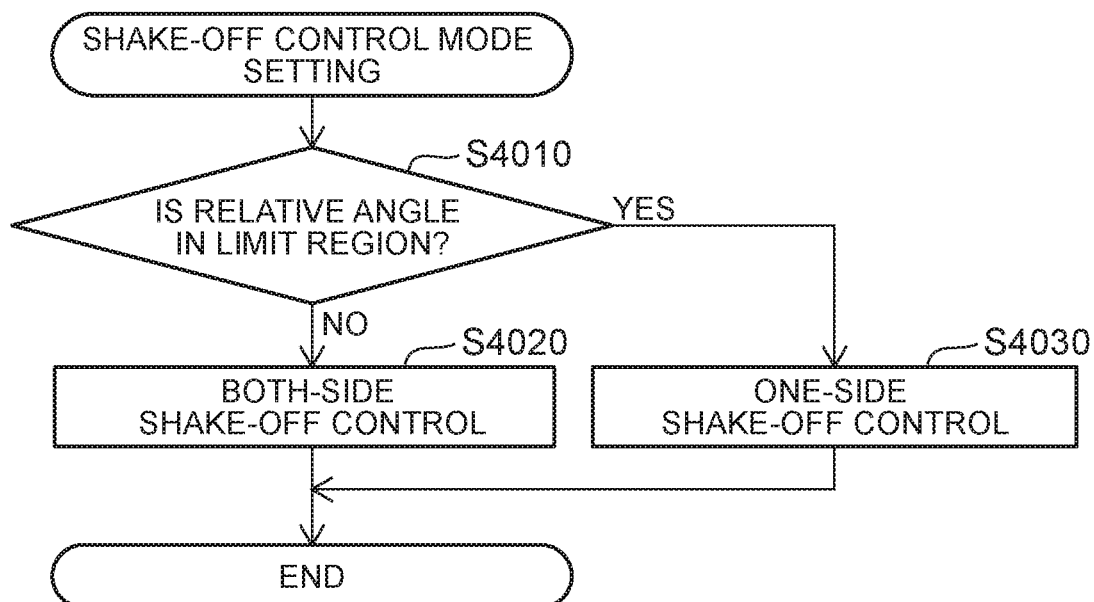 SHAKE-OFF CONTROL MODE
SETTING
S4010
IS RELATIVE ANGLE
IN LIMIT REGION?
YES
NO
S4020
S4030
BOTH-SIDE
SHAKE-OFF CONTROL
ONE-SIDE
SHAKE-OFF CONTROL
END